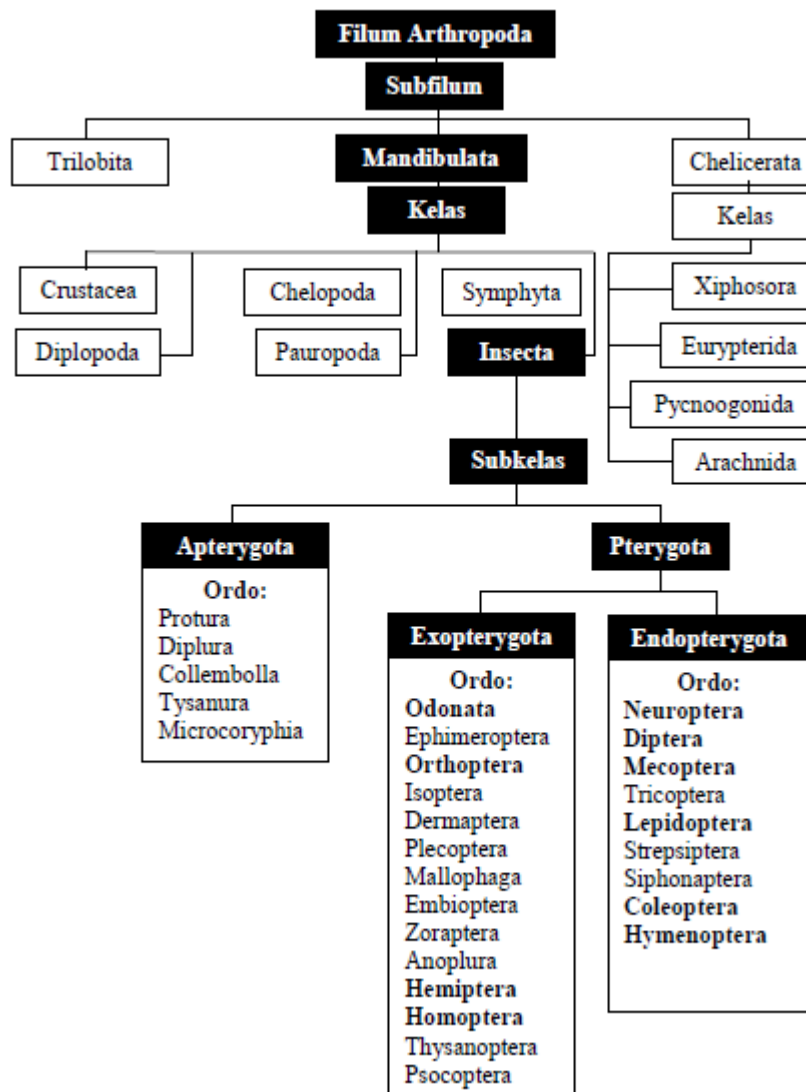 Filum Arthropoda
Subfilum
Trilobita
Mandibulata
Chelicerata
Kelas
Kelas
Crustacea
Chelopoda
Symphyta
Xiphosora
Diplopoda
Pauropoda
Insecta
Eurypterida
Pycnoogonida
Subkelas
Arachnida
Apterygota
Ordo:
Protura
Diplura
Collembolla
Tysanura
Microcoryphia
Pterygota
Exopterygota
Ordo:
Odonata
Ephimeroptera
Orthoptera
Isoptera
Dermaptera
Plecoptera
Mallophaga
Embioptera
Zoraptera
Anoplura
Hemiptera
Homoptera
Thysanoptera
Psocoptera
Endopterygota
Ordo:
Neuroptera
Diptera
Mecoptera
Tricoptera
Lepidoptera
Strepsiptera
Siphonaptera
Coleoptera
Hymenoptera